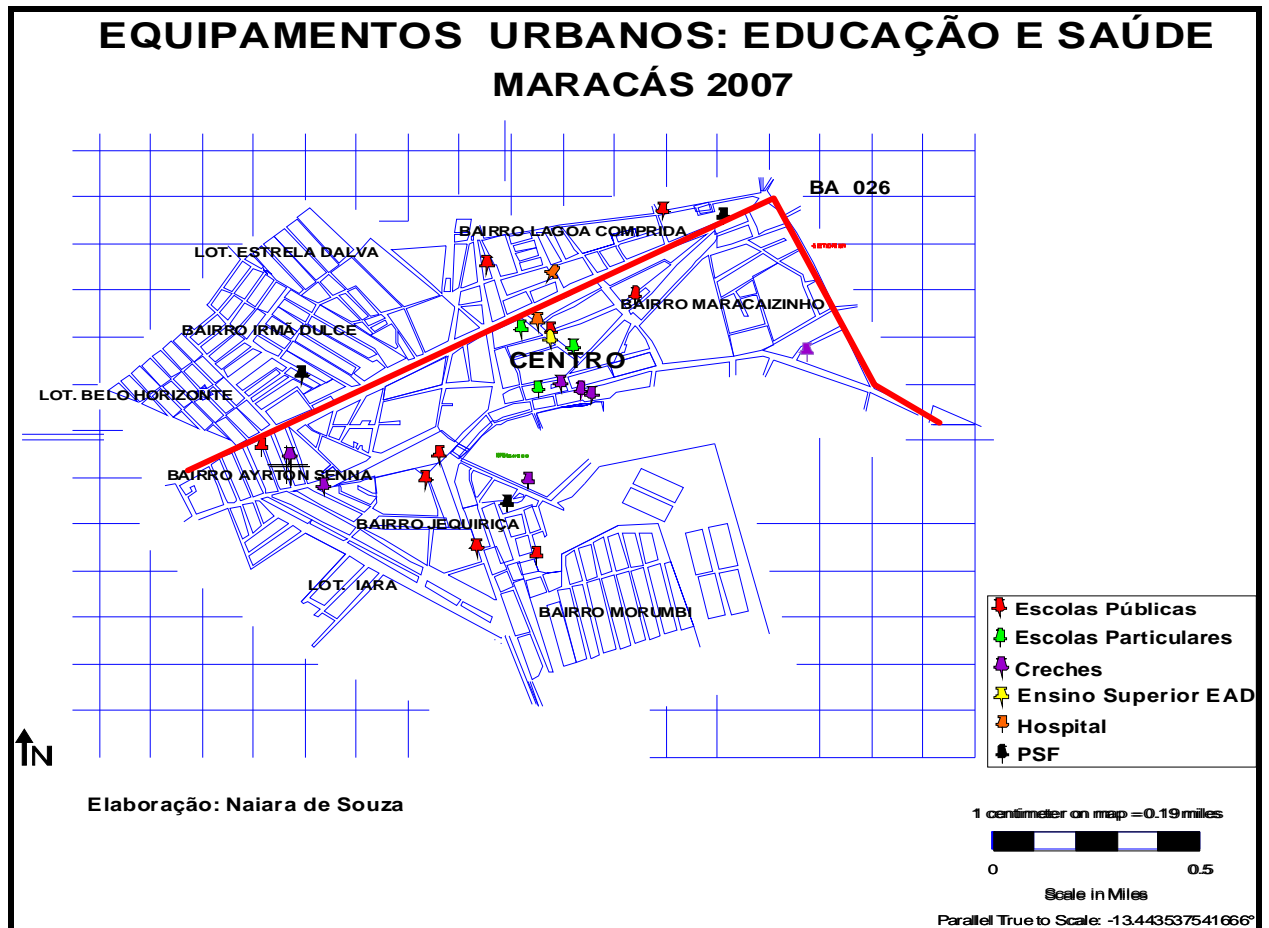 EQUIPAMENTOS URBANOS: EDUCAÇÃO E SAÚDE
MARACÁS 2007
BA 026
BAIRRO LAGOA COMPRIDA
LOT. ESTRELA DALVA
BAIRRO MARACAIZINHO
BAIRRO IRMÃ DULCE
CENTRO
LOT. BELO HORIZONTE
BAIRRO AYRTON SENNA
BAIRRO JEQUIRIÇA
LOT. IARA
BAIRRO MORUMBI
Escolas Públicas
Escolas Particulares
Creches
Ensino Superior EAD
Hospital
PSF
N
Elaboração: Naiara de Souza
1 centimeter on map = 0.19 miles
0 0.5
Scale in Miles
Parallel True to Scale: -13.443537541666°